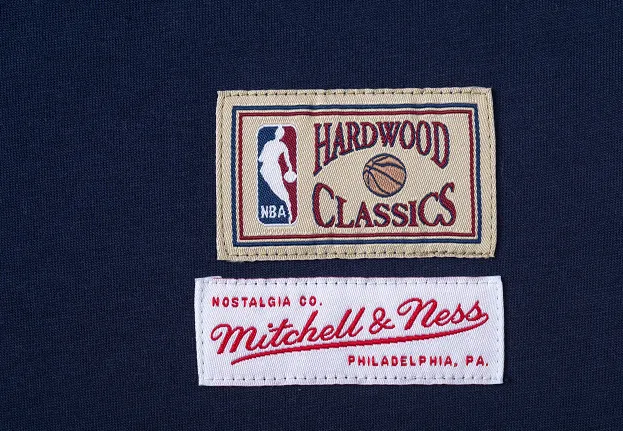 HARDWOOD
NBA
CLASSICS
NOSTALGIA CO.
Mitchell & Ness
PHILADELPHIA, PA.